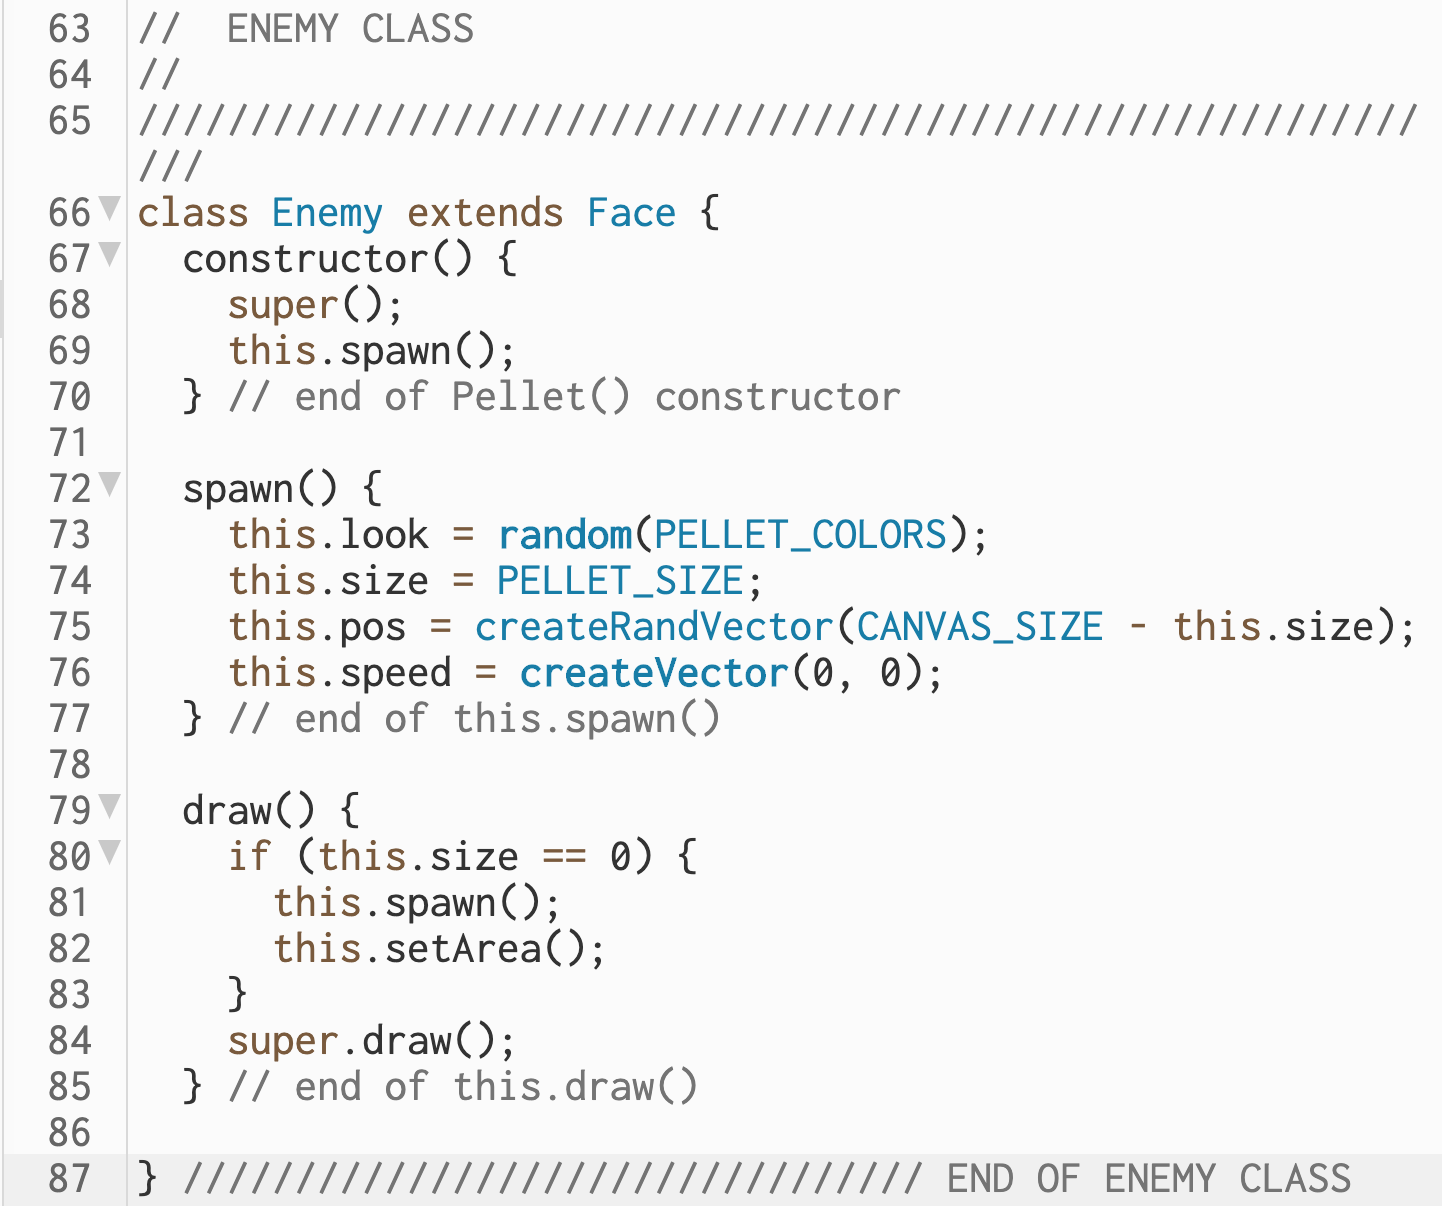 63 //  ENEMY CLASS
64 //
65 /////////////////////////////////////////////////////////
///
66 class Enemy extends Face {
67   constructor() {
68     super();
69     this.spawn();
70   } // end of Pellet() constructor
71
72   spawn() {
73     this.look = random(PELLET_COLORS);
74     this.size = PELLET_SIZE;
75     this.pos = createRandVector(CANVAS_SIZE - this.size);
76     this.speed = createVector(0, 0);
77   } // end of this.spawn()
78
79   draw() {
80     if (this.size == 0) {
81       this.spawn();
82       this.setArea();
83     }
84     super.draw();
85   } // end of this.draw()
86
87 } ///////////////////////////////// END OF ENEMY CLASS